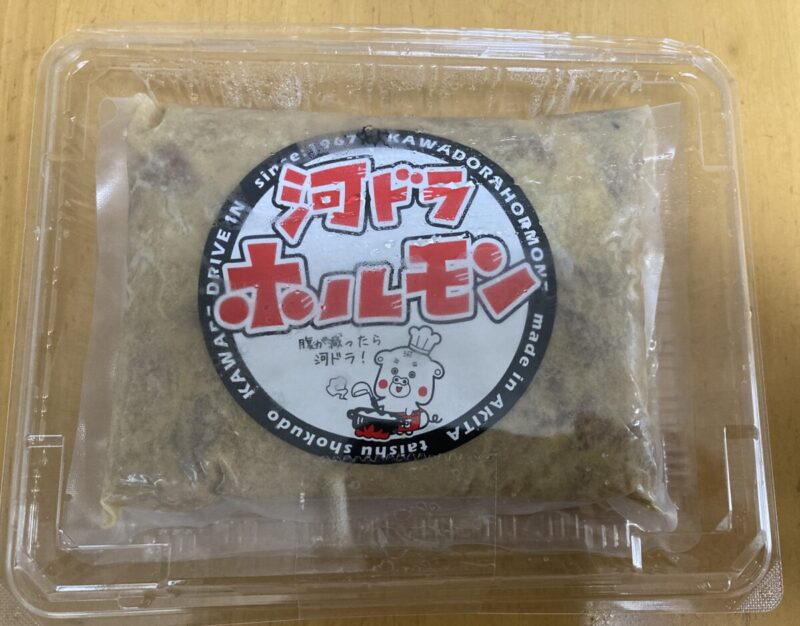 since 1967
KAWADORAHORMON
河ドラ
ホルモン
腹が減ったら
河ドラ!
made in AKITA
taishu shokudo
DRIVE IN